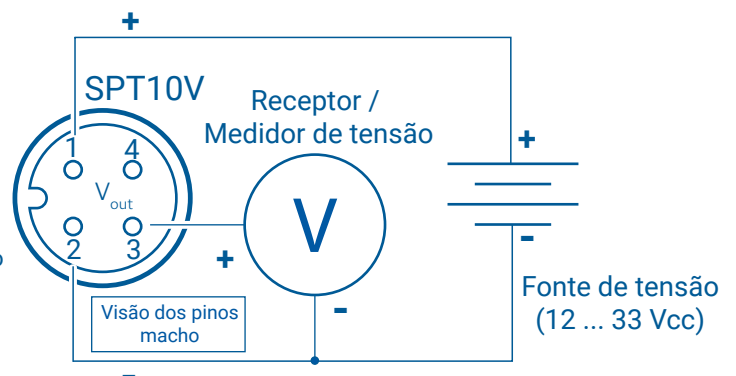 +
SPT10V
Receptor /
Medidor de tensão
1 4
+
V
out
V
2 3
+
-
-
Visão dos pinos
macho
Fonte de tensão
(12 ... 33 Vcc)